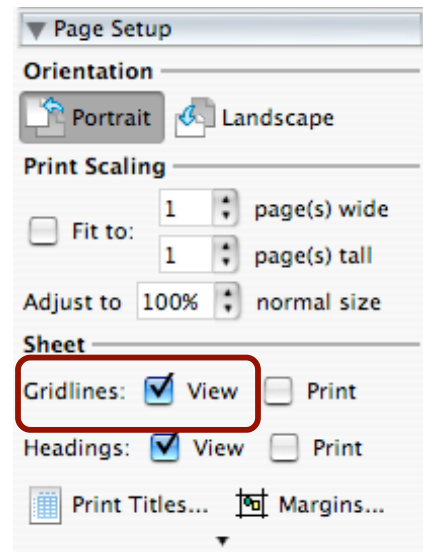 Page Setup
Orientation
Portrait Landscape
Print Scaling
Fit to: 1 page(s) wide
1 page(s) tall
Adjust to 100% normal size
Sheet
Gridlines: View Print
Headings: View Print
Print Titles... Margins...